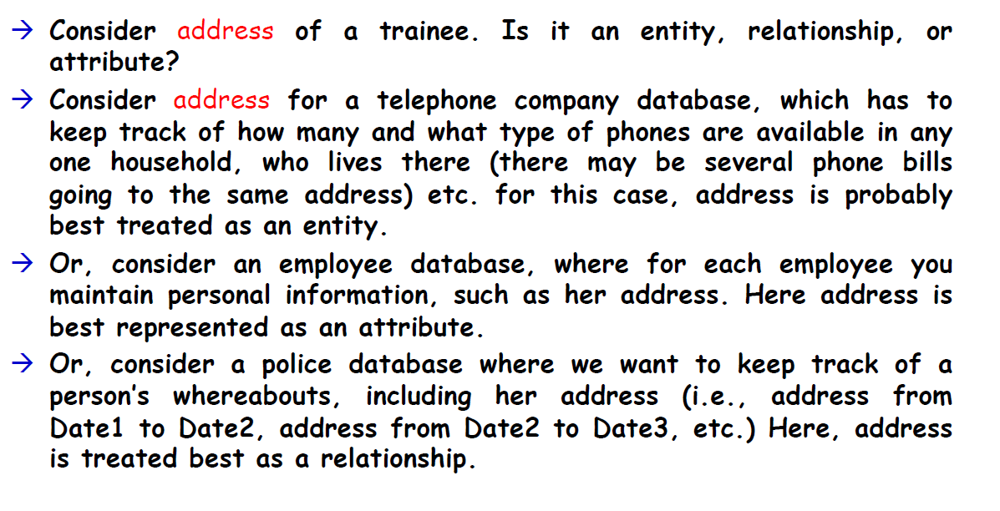 → Consider address of a trainee. Is it an entity, relationship, or
attribute?
→ Consider address for a telephone company database, which has to
keep track of how many and what type of phones are available in any
one household, who lives there (there may be several phone bills
going to the same address) etc. for this case, address is probably
best treated as an entity.
→ Or, consider an employee database, where for each employee you
maintain personal information, such as her address. Here address is
best represented as an attribute.
→ Or, consider a police database where we want to keep track of a
person's whereabouts, including her address (i.e., address from
Date1 to Date2, address from Date2 to Date3, etc.) Here, address
is treated best as a relationship.